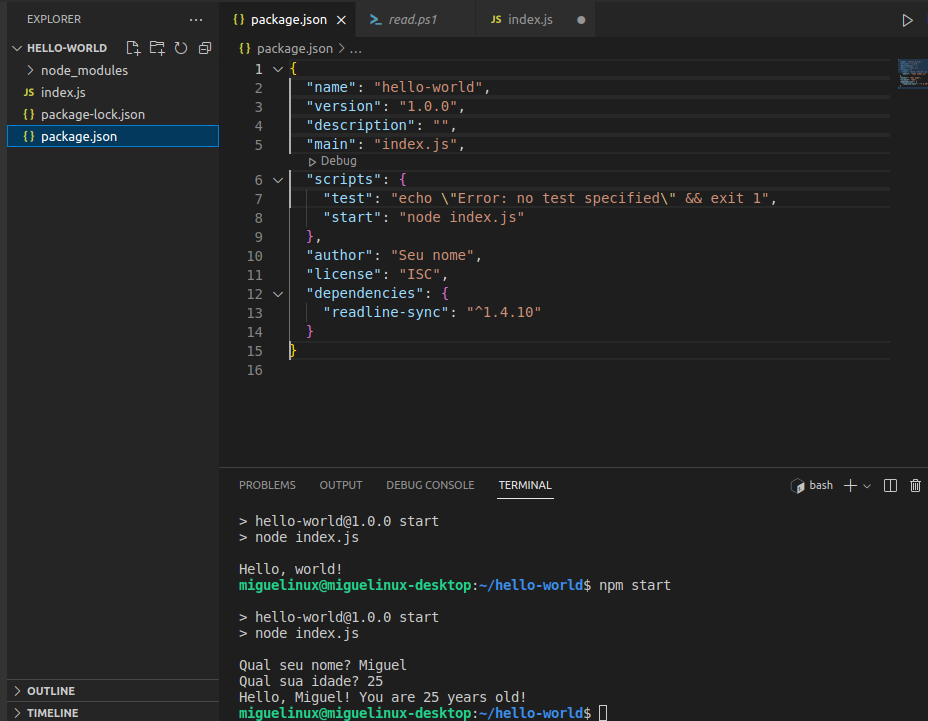 EXPLORER ...
HELLO-WORLD
node_modules
JS index.js
{} package-lock.json
{} package.json
OUTLINE
TIMELINE
{} package.json × read.ps1 JS index.js ●
{} package.json > ...
1 {
2 "name": "hello-world",
3 "version": "1.0.0",
4 "description": "",
5 "main": "index.js",
Debug
6 "scripts": {
7 "test": "echo \"Error: no test specified\" && exit 1",
8 "start": "node index.js"
9 },
10 "author": "Seu nome",
11 "license": "ISC",
12 "dependencies": {
13 "readline-sync": "^1.4.10"
14 }
15 }
16
PROBLEMS OUTPUT DEBUG CONSOLE TERMINAL bash
> hello-world@1.0.0 start
> node index.js
Hello, world!
miguelinux@miguelinux-desktop:~/hello-world$ npm start
> hello-world@1.0.0 start
> node index.js
Qual seu nome? Miguel
Qual sua idade? 25
Hello, Miguel! You are 25 years old!
miguelinux@miguelinux-desktop:~/hello-world$